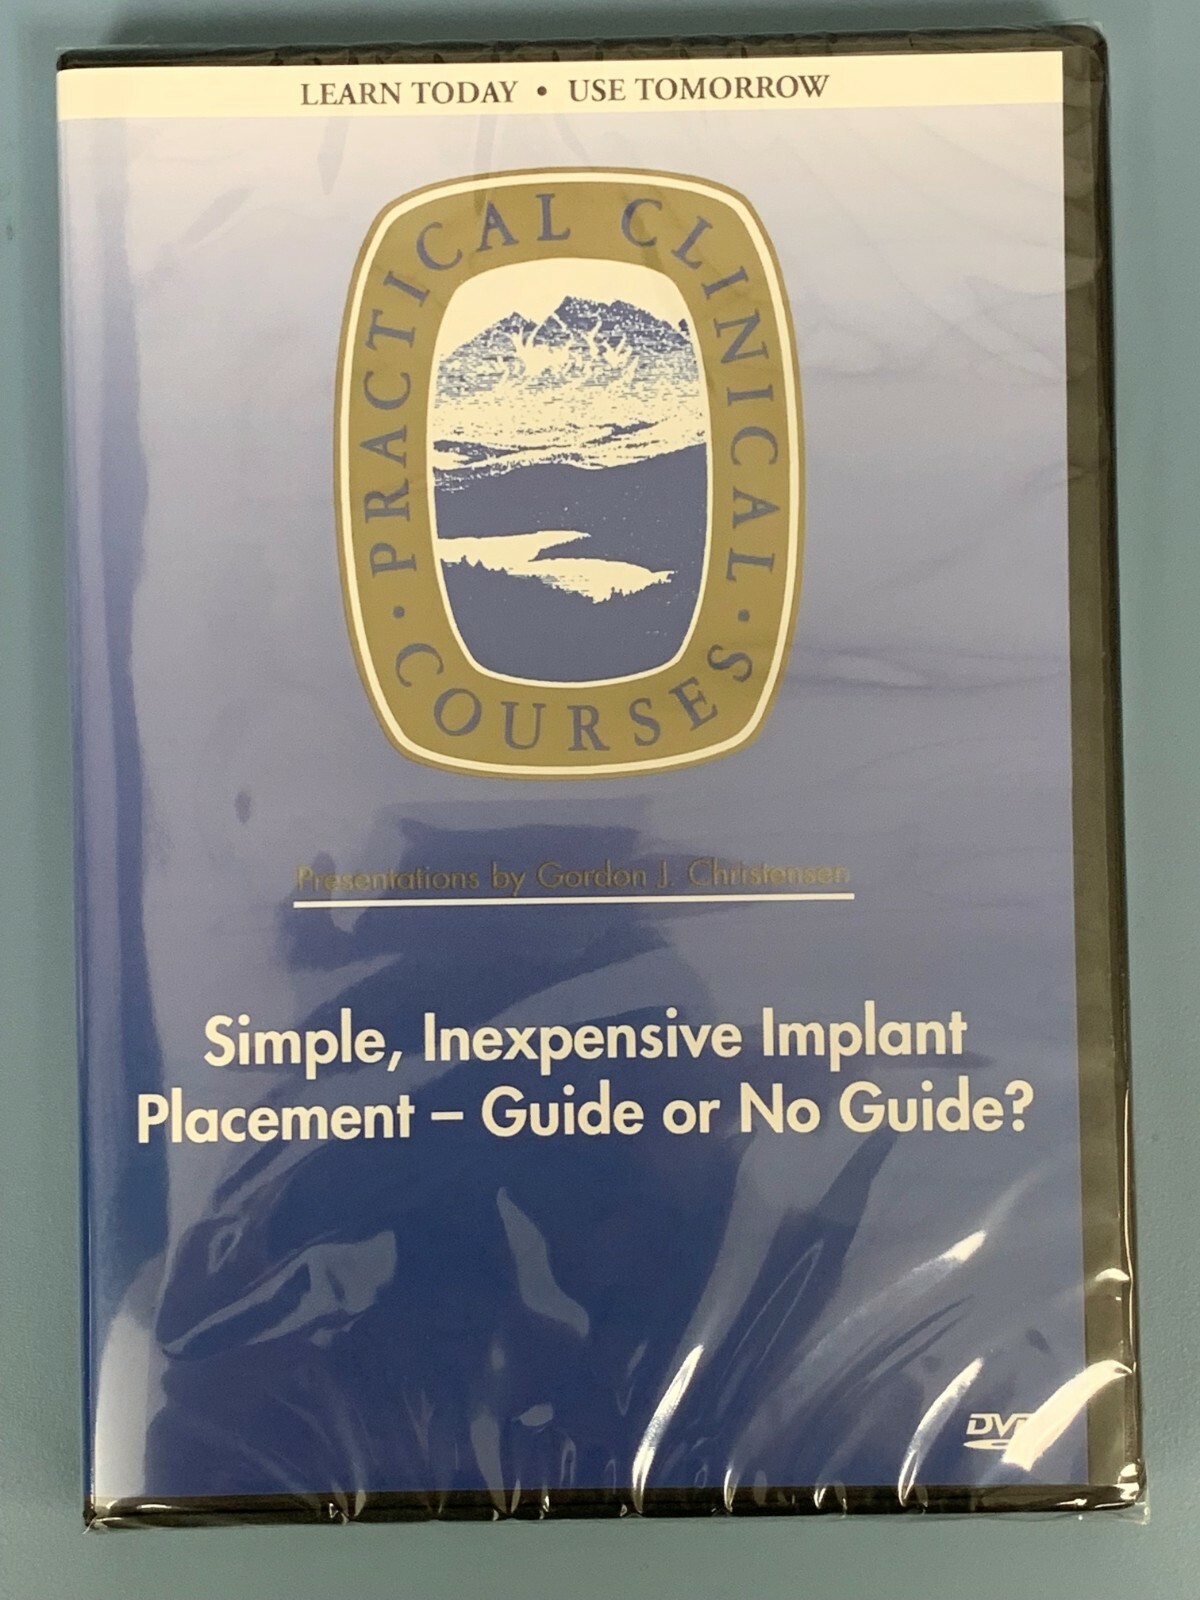 LEARN TODAY • USE TOMORROW
PRACTICAL CLINICAL
• COURSES •
Presentations by Gordon J. Christensen
Simple, Inexpensive Implant
Placement – Guide or No Guide?
DVD